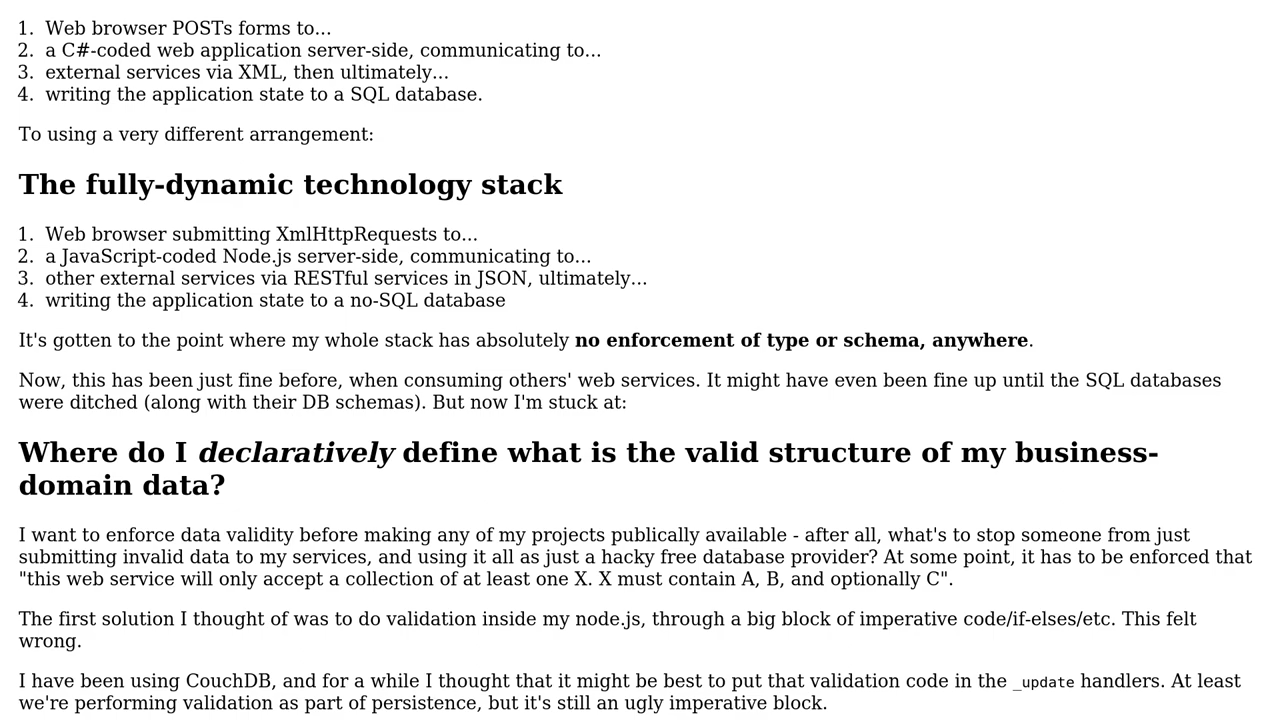 1. Web browser POSTs forms to...
2. a C#-coded web application server-side, communicating to...
3. external services via XML, then ultimately...
4. writing the application state to a SQL database.
To using a very different arrangement:
The fully-dynamic technology stack
1. Web browser submitting XmlHttpRequests to...
2. a JavaScript-coded Node.js server-side, communicating to...
3. other external services via RESTful services in JSON, ultimately...
4. writing the application state to a no-SQL database
It's gotten to the point where my whole stack has absolutely no enforcement of type or schema, anywhere.
Now, this has been just fine before, when consuming others' web services. It might have even been fine up until the SQL databases
were ditched (along with their DB schemas). But now I'm stuck at:
Where do I declaratively define what is the valid structure of my business-
domain data?
I want to enforce data validity before making any of my projects publically available - after all, what's to stop someone from just
submitting invalid data to my services, and using it all as just a hacky free database provider? At some point, it has to be enforced that
"this web service will only accept a collection of at least one X. X must contain A, B, and optionally C".
The first solution I thought of was to do validation inside my node.js, through a big block of imperative code/if-elses/etc. This felt
wrong.
I have been using CouchDB, and for a while I thought that it might be best to put that validation code in the _update handlers. At least
we're performing validation as part of persistence, but it's still an ugly imperative block.